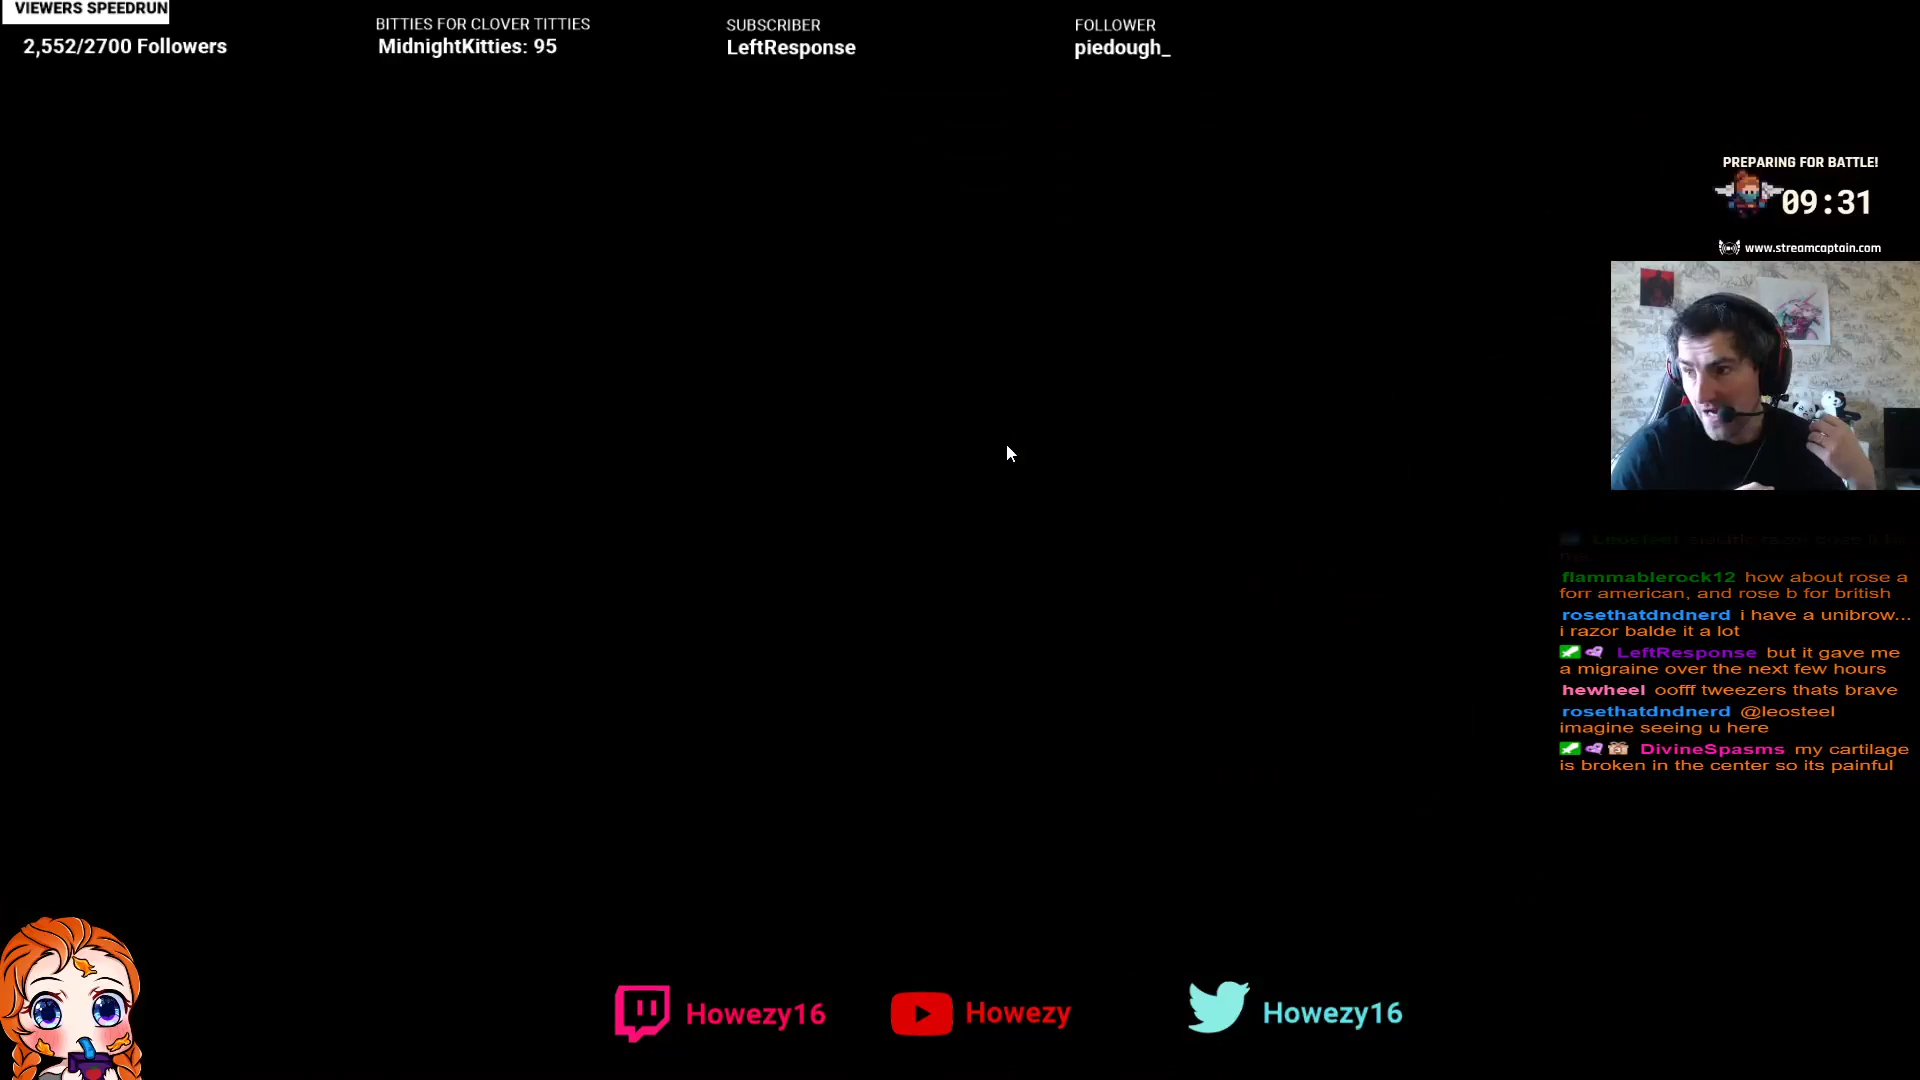 VIEWERS SPEEDRUN
2,552/2700 Followers
BITTIES FOR CLOVER TITTIES
MidnightKitties: 95
SUBSCRIBER
LeftResponse
FOLLOWER
piedough_
PREPARING FOR BATTLE!
09:31
www.streamcaptain.com
Leosteel
flammablerock12 how about rose a
forr american, and rose b for british
rosethatdndnerd i have a unibrow...
i razor balde it a lot
LeftResponse but it gave me
a migraine over the next few hours
hewheel oofff tweezers thats brave
rosethatdndnerd @leosteel
imagine seeing u here
DivineSpasms my cartilage
is broken in the center so its painful
Howezy16
Howezy
Howezy16